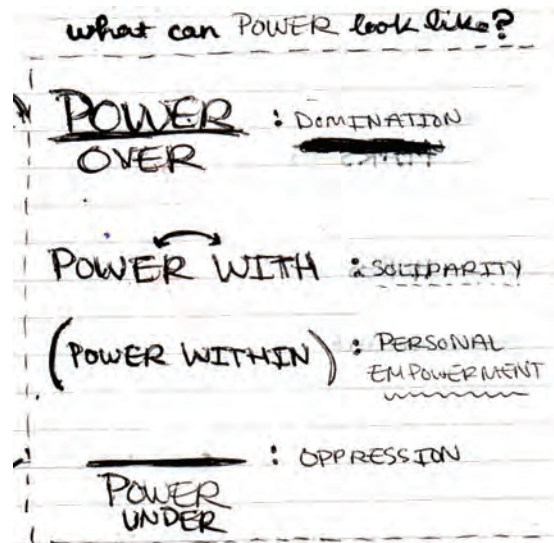 what can POWER look like?
POWER : DOMINATION
OVER
POWER WITH : SOLIDARITY
(POWER WITHIN) : PERSONAL
EMPOWERMENT
: OPPRESSION
POWER
UNDER